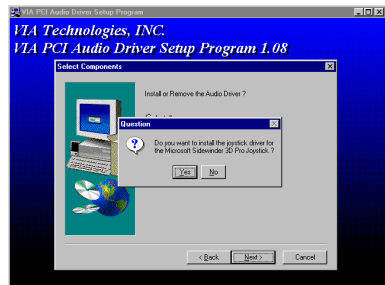 VIA PCI Audio Driver Setup Program
VIA Technologies, INC.
VIA PCI Audio Driver Setup Program 1.08
Select Components
Install or Remove the Audio Driver ?
Question
Do you want to install the joystick driver for
the Microsoft Sidewinder 3D Pro Joystick ?
Yes No
< Back Next > Cancel